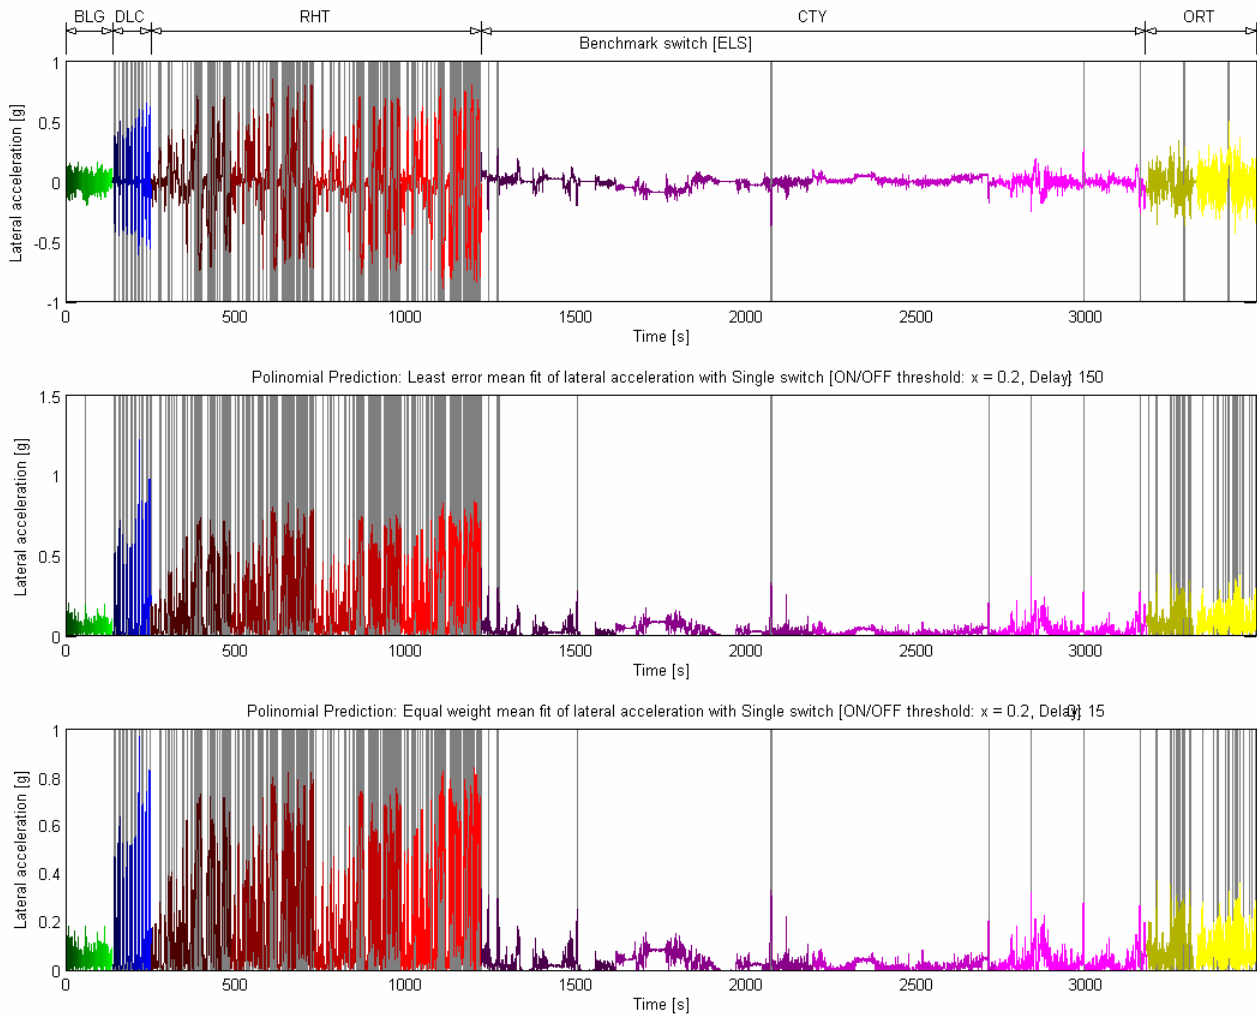 BLG DLC RHT CTY ORT
Benchmark switch [ELS]
1
0.5
0
-0.5
-1
Lateral acceleration [g]
0 500 1000 1500 2000 2500 3000
Time [s]
Polinomial Prediction: Least error mean fit of lateral acceleration with Single switch [ON/OFF threshold: x = 0.2, Delay]: 150
1.5
1
0.5
0
Lateral acceleration [g]
0 500 1000 1500 2000 2500 3000
Time [s]
Polinomial Prediction: Equal weight mean fit of lateral acceleration with Single switch [ON/OFF threshold: x = 0.2, Delay]: 15
1
0.8
0.6
0.4
0.2
0
Lateral acceleration [g]
0 500 1000 1500 2000 2500 3000
Time [s]